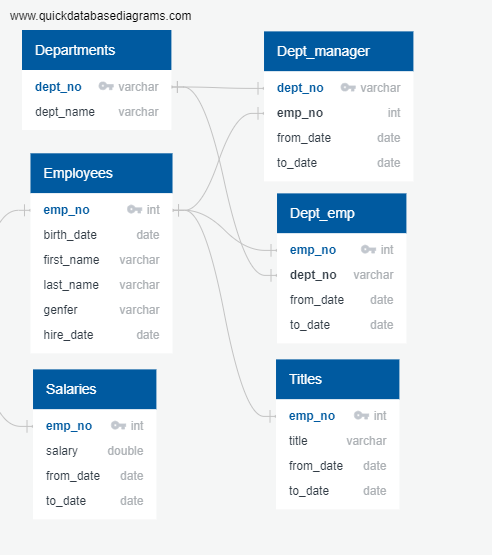 www.quickdatabasediagrams.com
Departments
dept_no varchar
dept_name varchar
Employees
emp_no int
birth_date date
first_name varchar
last_name varchar
genfer varchar
hire_date date
Salaries
emp_no int
salary double
from_date date
to_date date
Dept_manager
dept_no varchar
emp_no int
from_date date
to_date date
Dept_emp
emp_no int
dept_no varchar
from_date date
to_date date
Titles
emp_no int
title varchar
from_date date
to_date date